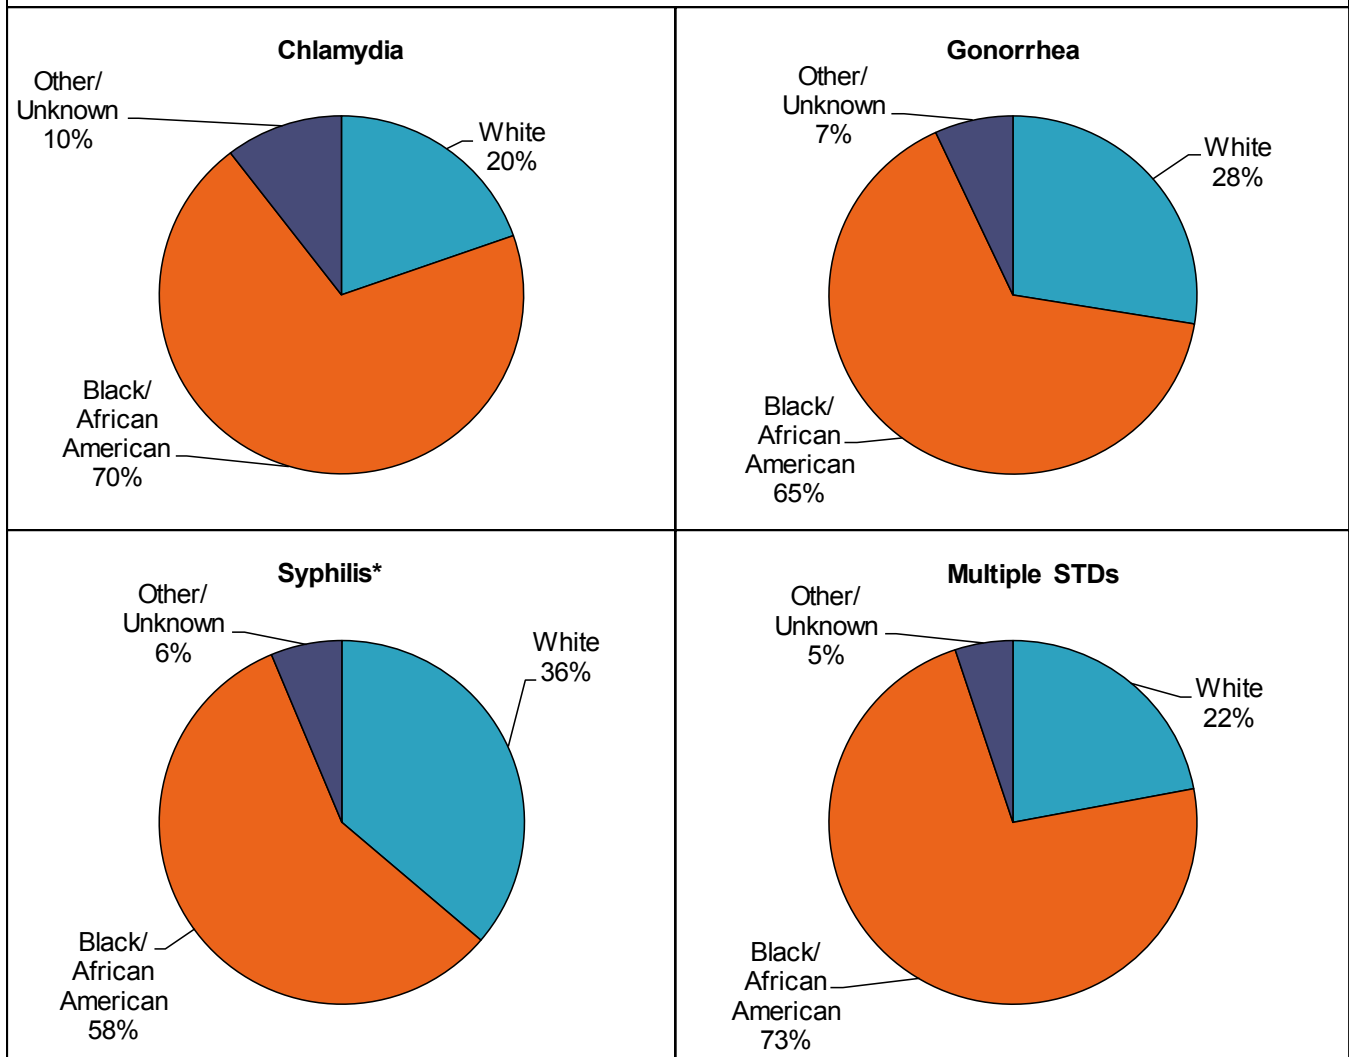 Chlamydia
Other/
Unknown
10%
White
20%
Black/
African
American
70%
Gonorrhea
Other/
Unknown
7%
White
28%
Black/
African
American
65%
Syphilis*
Other/
Unknown
6%
White
36%
Black/
African
American
58%
Multiple STDs
Other/
Unknown
5%
White
22%
Black/
African
American
73%